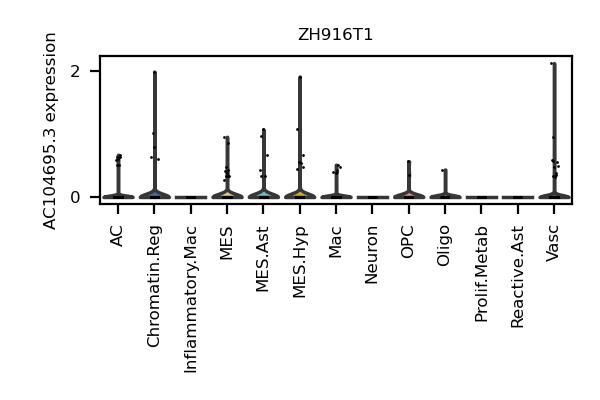 ZH916T1
AC104695.3 expression
2
0
AC
Chromatin.Reg
Inflammatory.Mac
MES
MES.Ast
MES.Hyp
Mac
Neuron
OPC
Oligo
Prolif.Metab
Reactive.Ast
Vasc